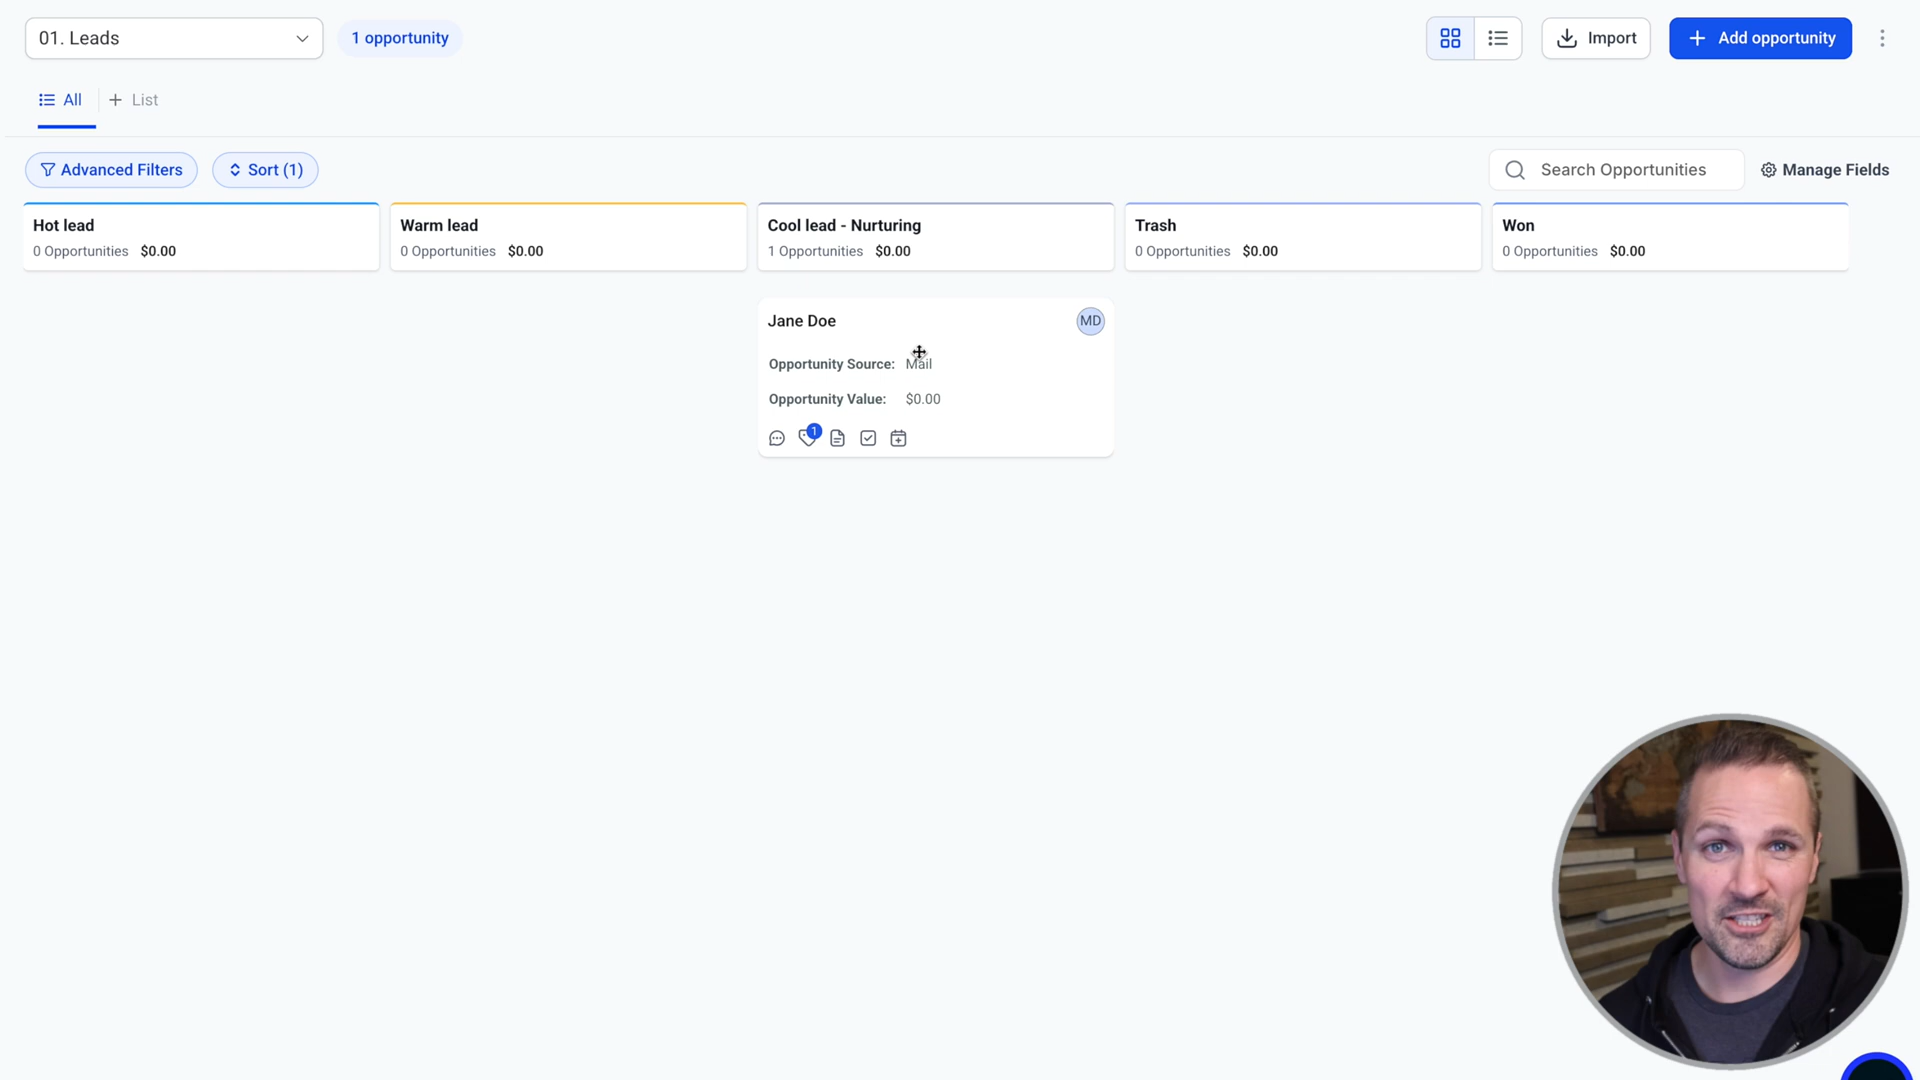 01. Leads
1 opportunity
Import
Add opportunity
All
List
Advanced Filters
Sort (1)
Search Opportunities
Manage Fields
Hot lead
0 Opportunities $0.00
Warm lead
0 Opportunities $0.00
Cool lead - Nurturing
1 Opportunities $0.00
Trash
0 Opportunities $0.00
Won
0 Opportunities $0.00
Jane Doe
MD
Opportunity Source: Mail
Opportunity Value: $0.00
1